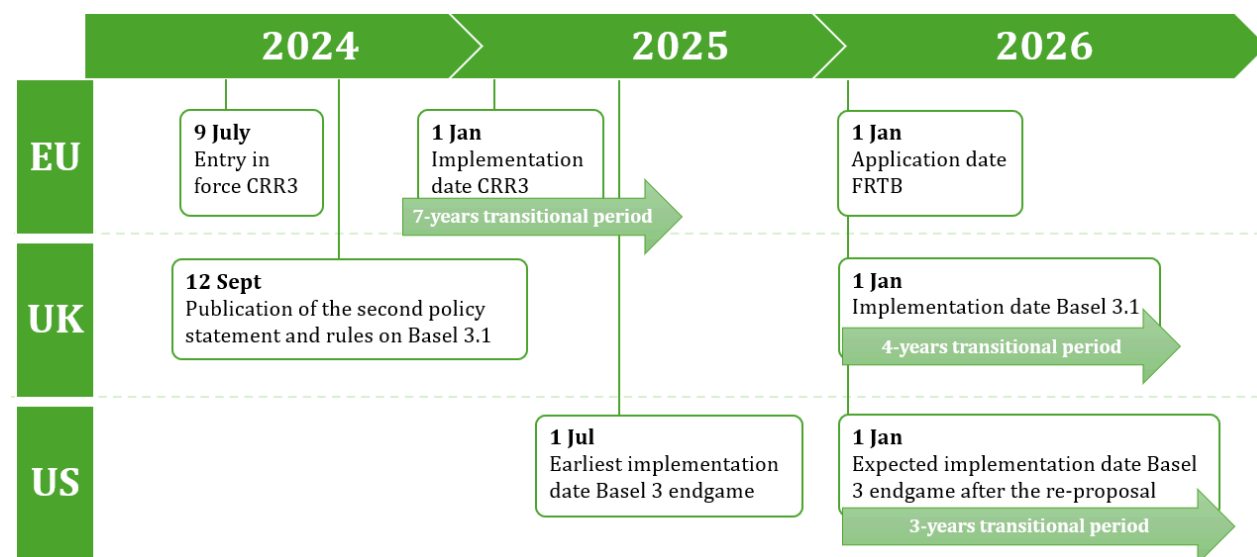 2024
2025
2026
EU
9 July
Entry in
force CRR3
1 Jan
Implementation
date CRR3
7-years transitional period
1 Jan
Application date
FRTB
UK
12 Sept
Publication of the second policy
statement and rules on Basel 3.1
1 Jan
Implementation date Basel 3.1
4-years transitional period
US
1 Jul
Earliest implementation
date Basel 3 endgame
1 Jan
Expected implementation date Basel
3 endgame after the re-proposal
3-years transitional period